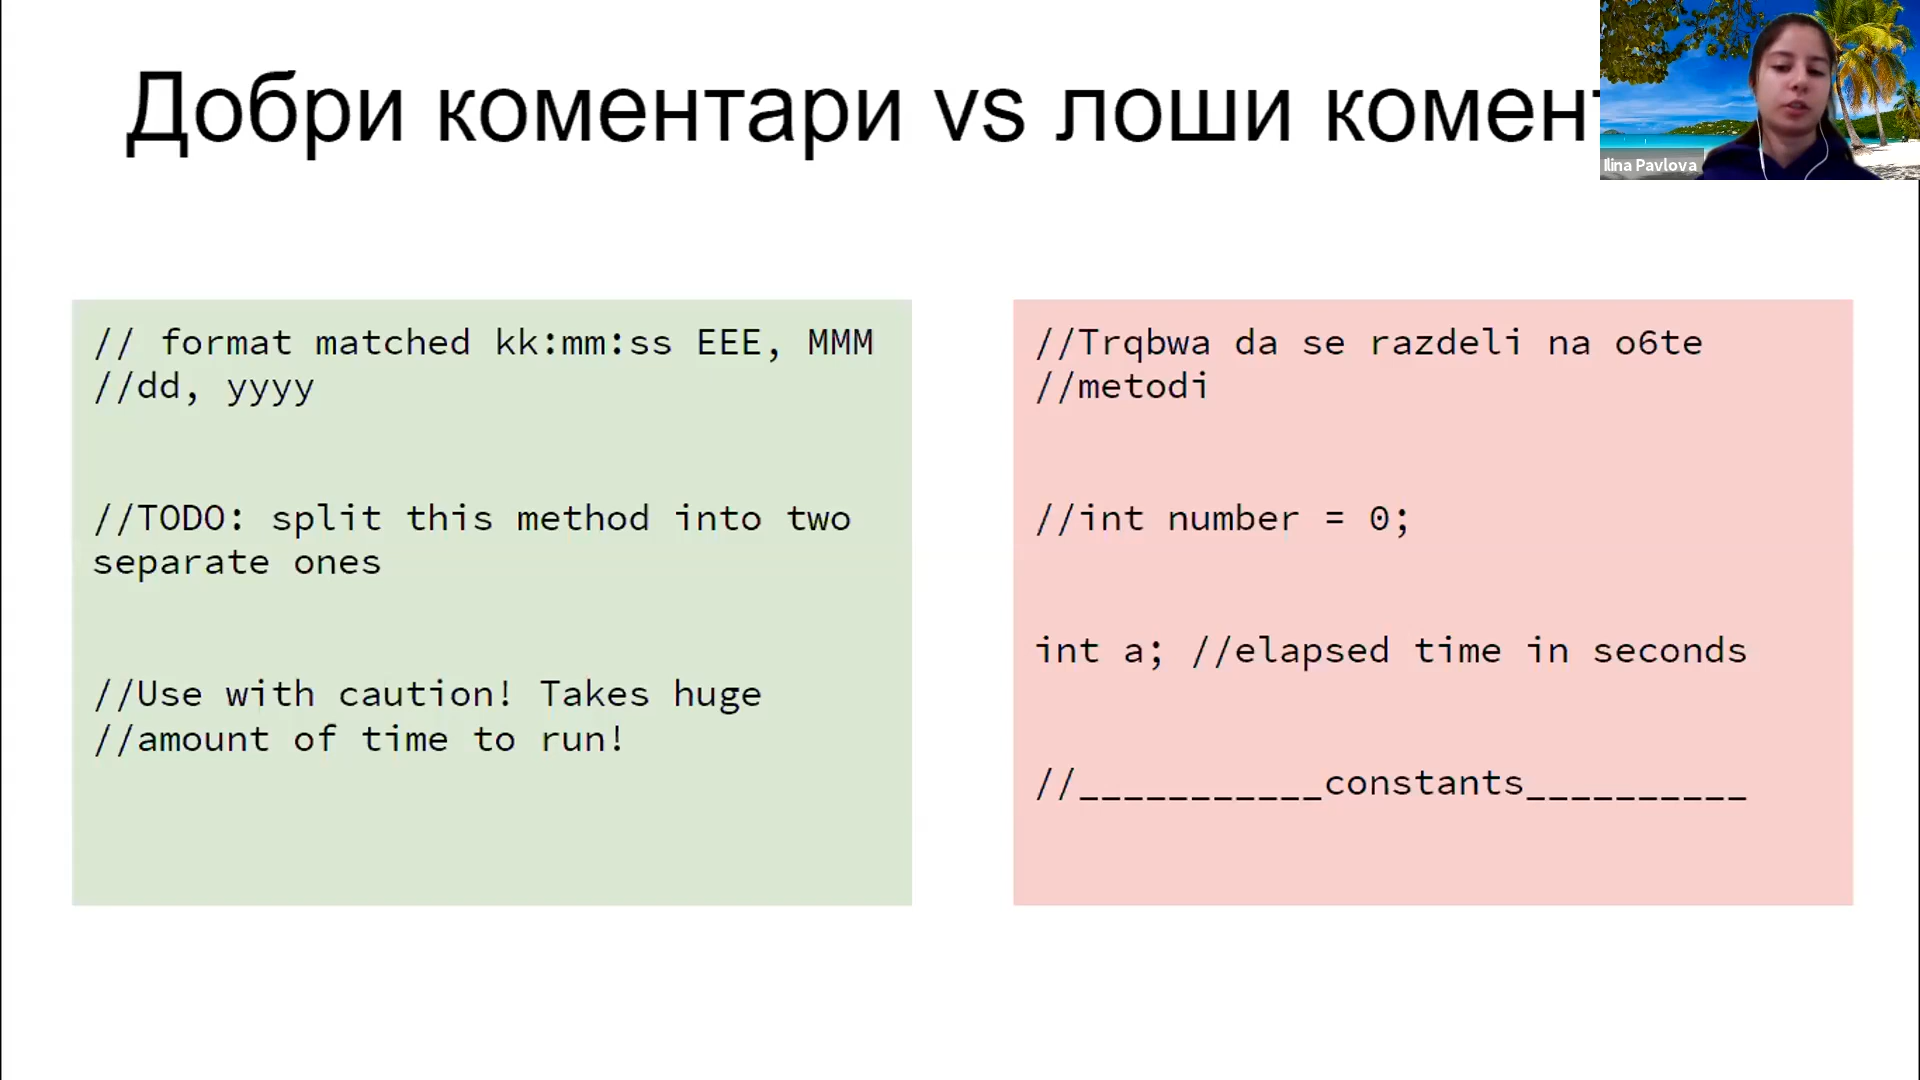 Добри коментари vs лоши комен
Ilina Pavlova
// format matched kk:mm:ss EEE, MMM
//dd, yyyy
//TODO: split this method into two
separate ones
//Use with caution! Takes huge
//amount of time to run!
//Trqbwa da se razdeli na o6te
//metodi
//int number = 0;
int a; //elapsed time in seconds
//___________constants__________